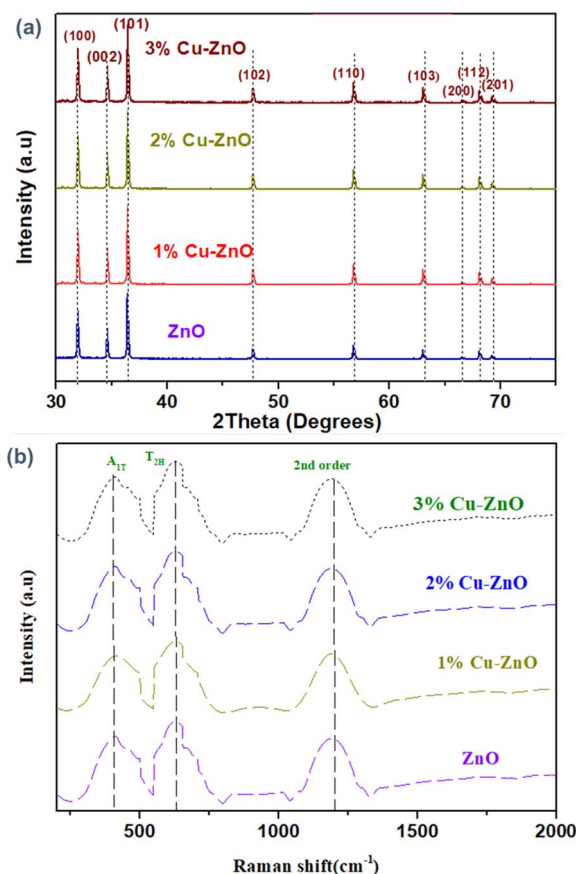 (a)
(100)
(002)
(101)
3% Cu-ZnO
(102)
(110)
(103)
(200)
(112)
(201)
2% Cu-ZnO
1% Cu-ZnO
ZnO
Intensity (a.u)
30 40 50 60 70
2Theta (Degrees)
(b)
A1T
T2H
2nd order
3% Cu-ZnO
2% Cu-ZnO
1% Cu-ZnO
ZnO
Intensity (a.u)
500 1000 1500 2000
Raman shift(cm-1)